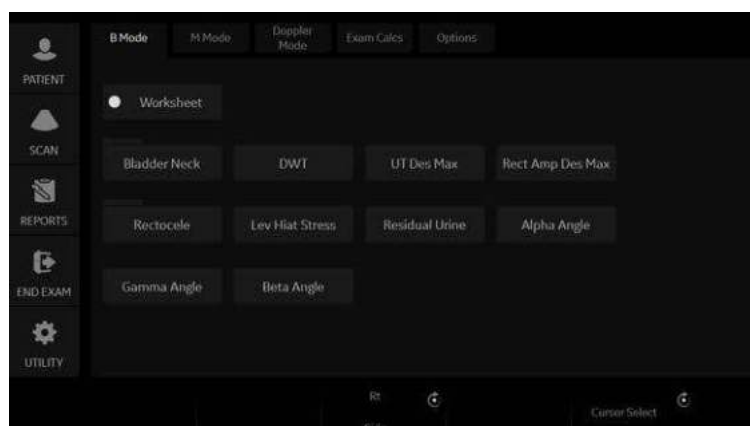 B Mode
M Mode
Doppler
Mode
Exam Calcs
Options
PATIENT
Worksheet
SCAN
Bladder Neck
DWT
UT Des Max
Rect Amp Des Max
REPORTS
Rectocele
Lev Hiat Stress
Residual Urine
Alpha Angle
END EXAM
Gamma Angle
Beta Angle
UTILITY
Rt
Cursor Select